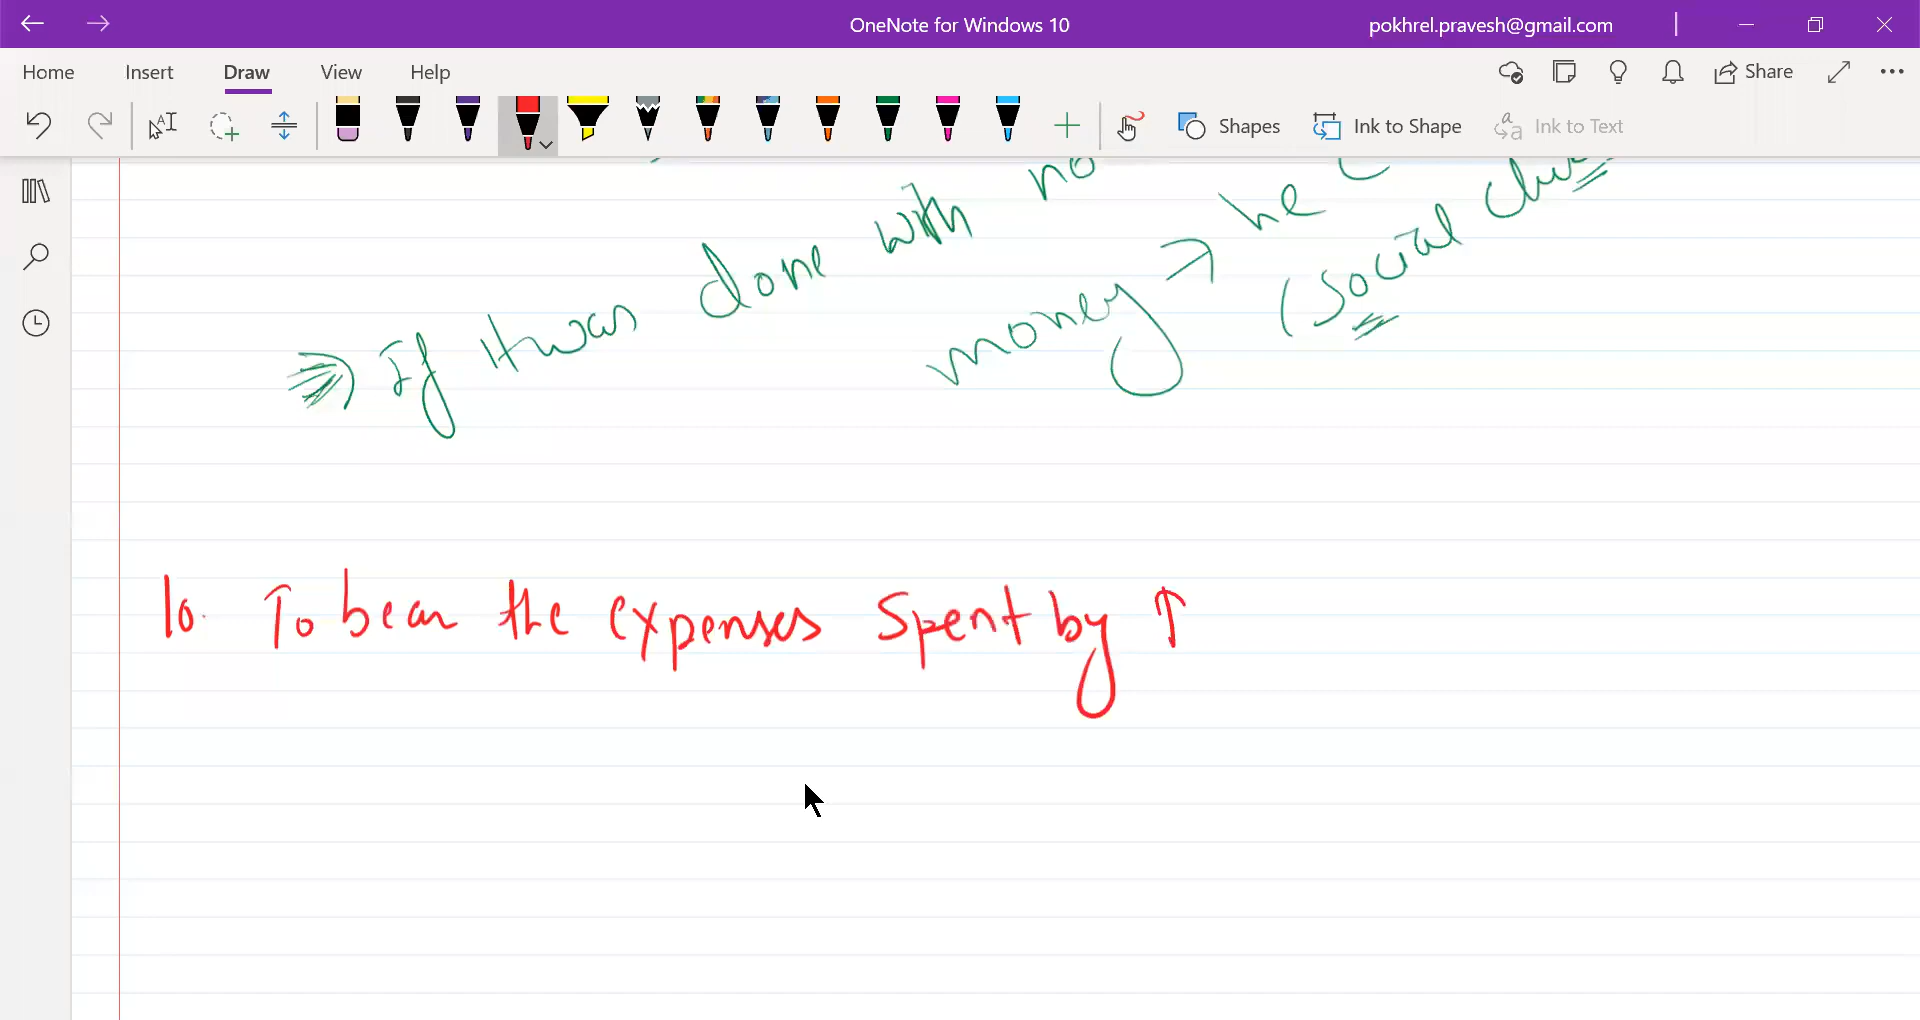 OneNote for Windows 10
pokhrel.pravesh@gmail.com
Home Insert Draw View Help
Share
Shapes Ink to Shape Ink to Text
⇒ If it was done with no
money → he
(social
10. To bear the expenses spent by ↑